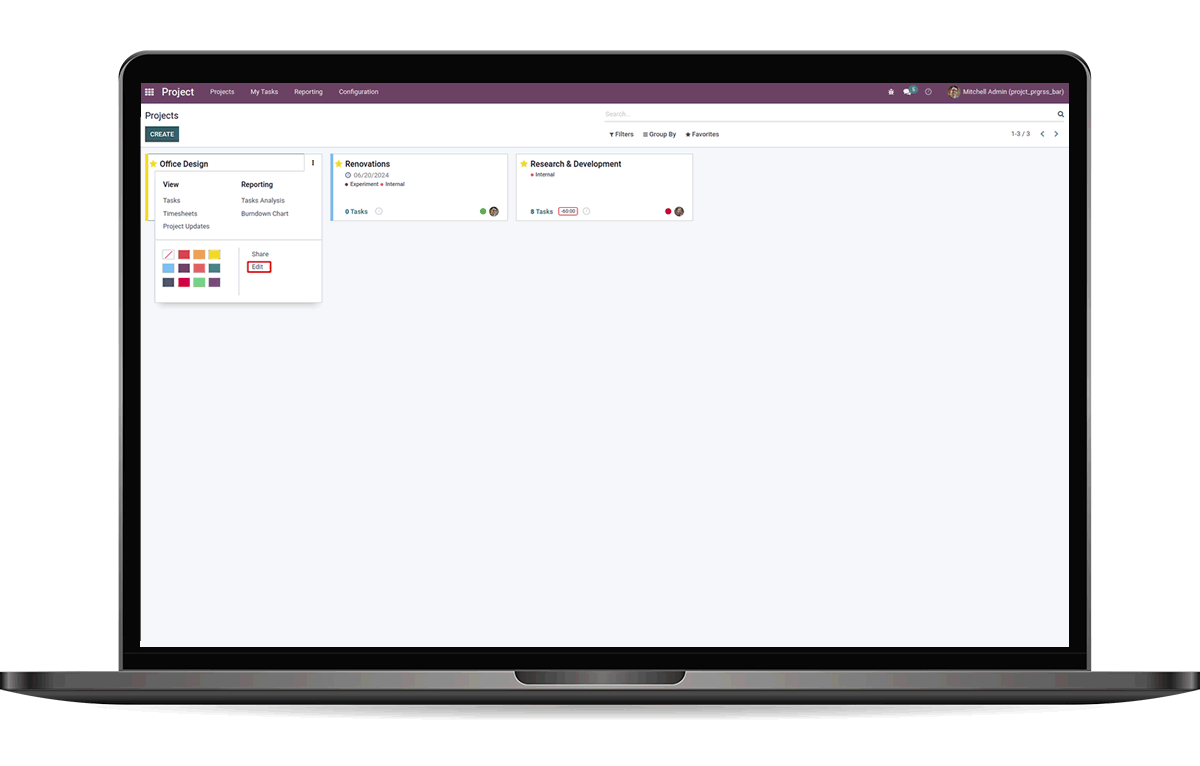 Project Projects My Tasks Reporting Configuration 5 Mitchell Admin (projct_prgrss_bar)
Projects
Search...
CREATE
Filters Group By Favorites 1-3 / 3
Office Design
View Reporting
Tasks Tasks Analysis
Timesheets Burndown Chart
Project Updates
Share
Edit
Renovations
06/20/2024
Experiment Internal
0 Tasks
Research & Development
Internal
8 Tasks -60:00